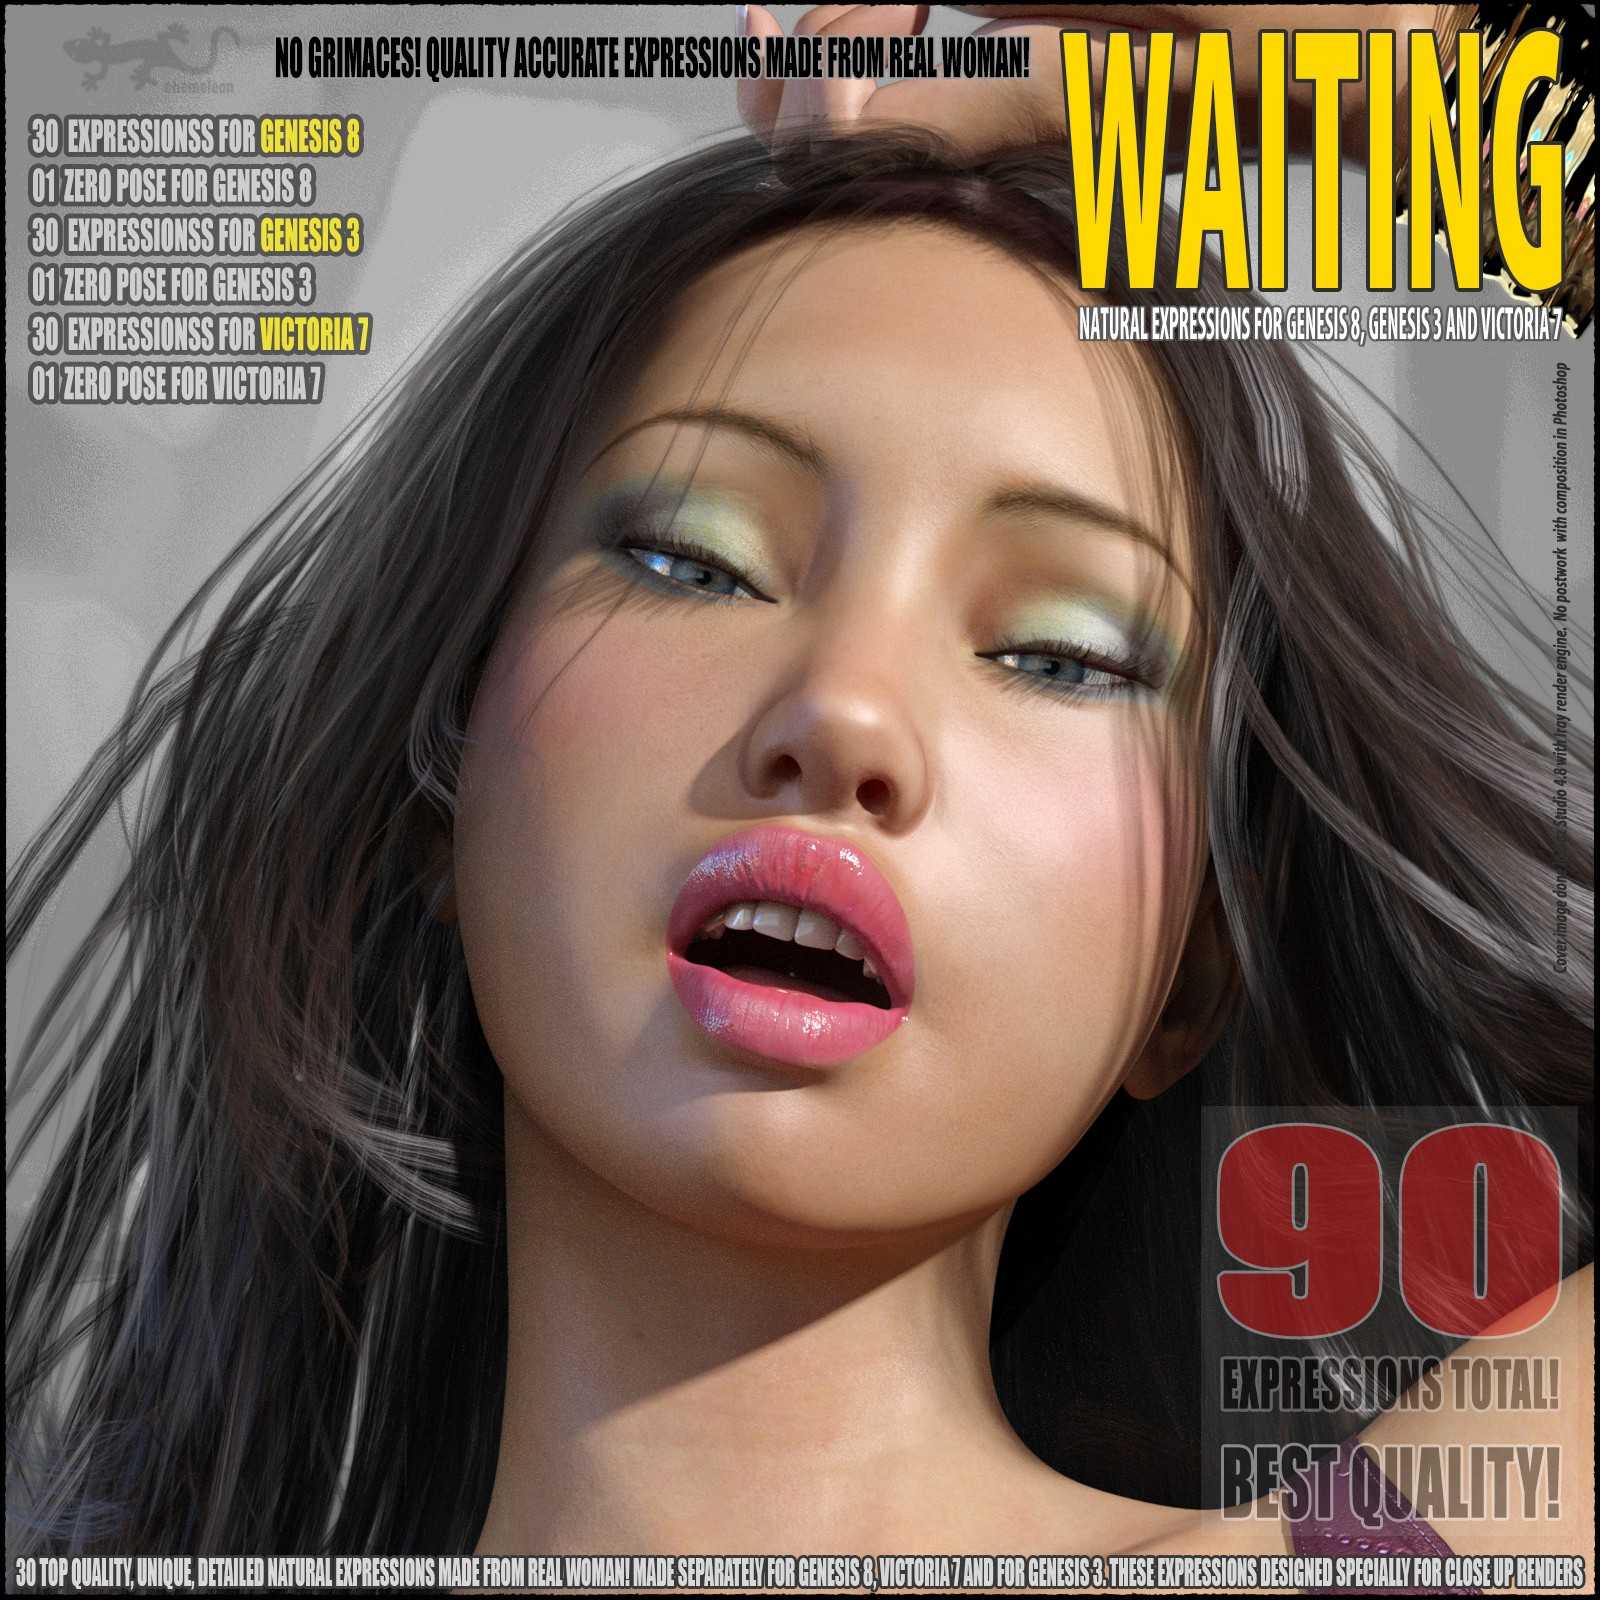 chameleon
NO GRIMACES! QUALITY ACCURATE EXPRESSIONS MADE FROM REAL WOMAN!
WAITING
NATURAL EXPRESSIONS FOR GENESIS 8, GENESIS 3 AND VICTORIA 7
30 EXPRESSIONSS FOR GENESIS 8
01 ZERO POSE FOR GENESIS 8
30 EXPRESSIONSS FOR GENESIS 3
01 ZERO POSE FOR GENESIS 3
30 EXPRESSIONSS FOR VICTORIA 7
01 ZERO POSE FOR VICTORIA 7
Cover image Studio 4.8 with Iray render engine. No postwork with composition in Photoshop
90
EXPRESSIONS TOTAL!
BEST QUALITY!
30 TOP QUALITY, UNIQUE, DETAILED NATURAL EXPRESSIONS MADE FROM REAL WOMAN! MADE SEPARATELY FOR GENESIS 8, VICTORIA 7 AND FOR GENESIS 3. THESE EXPRESSIONS DESIGNED SPECIALLY FOR CLOSE UP RENDERS